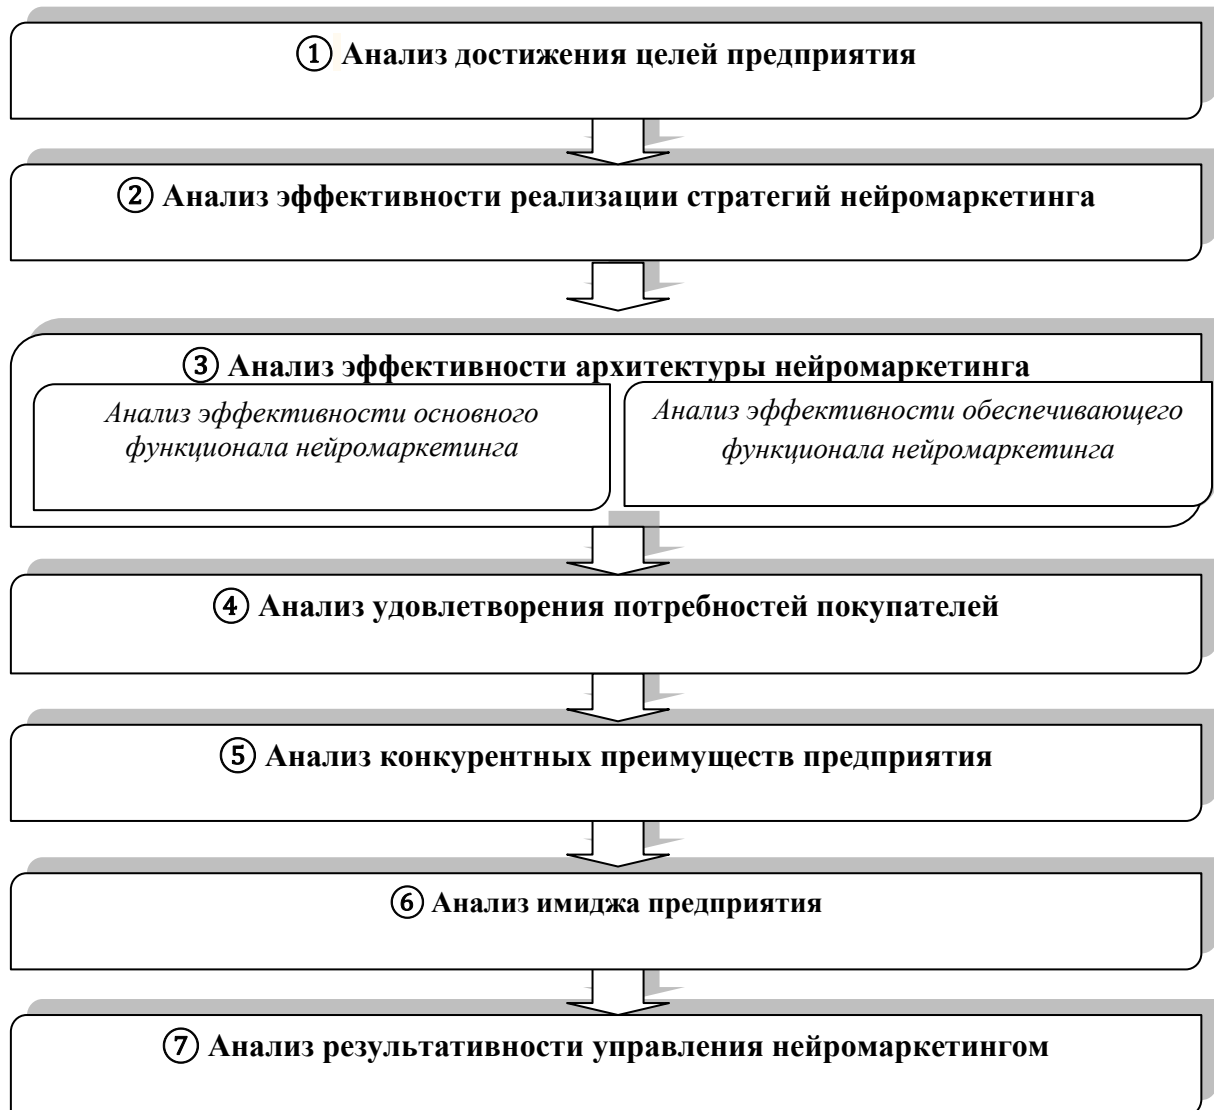 ① Анализ достижения целей предприятия
② Анализ эффективности реализации стратегий нейромаркетинга
③ Анализ эффективности архитектуры нейромаркетинга
Анализ эффективности основного
функционала нейромаркетинга
Анализ эффективности обеспечивающего
функционала нейромаркетинга
④ Анализ удовлетворения потребностей покупателей
⑤ Анализ конкурентных преимуществ предприятия
⑥ Анализ имиджа предприятия
⑦ Анализ результативности управления нейромаркетингом